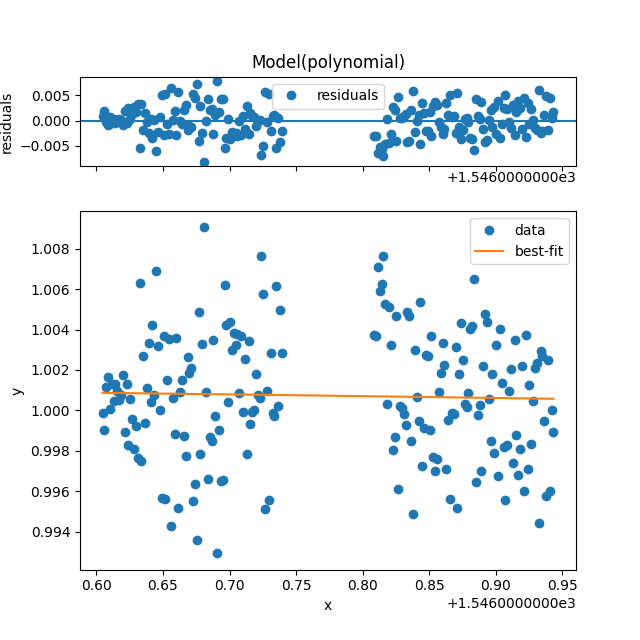 Model(polynomial)
residuals
0.005
0.000
−0.005
residuals
+1.5460000000e3
data
best-fit
y
1.008
1.006
1.004
1.002
1.000
0.998
0.996
0.994
0.60 0.65 0.70 0.75 0.80 0.85 0.90 0.95
x
+1.5460000000e3